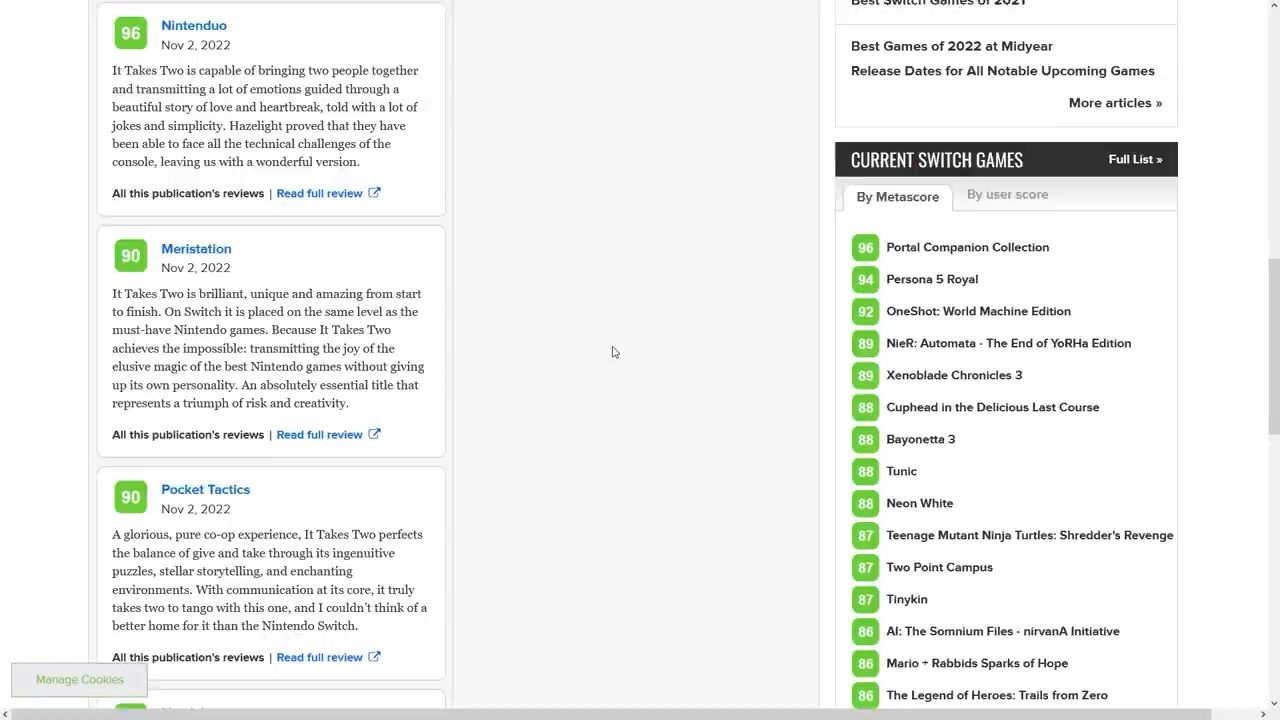 96
Nintenduo
Nov 2, 2022
It Takes Two is capable of bringing two people together
and transmitting a lot of emotions guided through a
beautiful story of love and heartbreak, told with a lot of
jokes and simplicity. Hazelight proved that they have
been able to face all the technical challenges of the
console, leaving us with a wonderful version.
All this publication's reviews | Read full review
90
Meristation
Nov 2, 2022
It Takes Two is brilliant, unique and amazing from start
to finish. On Switch it is placed on the same level as the
must-have Nintendo games. Because It Takes Two
achieves the impossible: transmitting the joy of the
elusive magic of the best Nintendo games without giving
up its own personality. An absolutely essential title that
represents a triumph of risk and creativity.
All this publication's reviews | Read full review
90
Pocket Tactics
Nov 2, 2022
A glorious, pure co-op experience, It Takes Two perfects
the balance of give and take through its ingenuitive
puzzles, stellar storytelling, and enchanting
environments. With communication at its core, it truly
takes two to tango with this one, and I couldn't think of a
better home for it than the Nintendo Switch.
All this publication's reviews | Read full review
Manage Cookies
Best Switch Games of 2021
Best Games of 2022 at Midyear
Release Dates for All Notable Upcoming Games
More articles »
CURRENT SWITCH GAMES
Full List »
By Metascore
By user score
96 Portal Companion Collection
94 Persona 5 Royal
92 OneShot: World Machine Edition
89 NieR: Automata - The End of YoRHa Edition
89 Xenoblade Chronicles 3
88 Cuphead in the Delicious Last Course
88 Bayonetta 3
88 Tunic
88 Neon White
87 Teenage Mutant Ninja Turtles: Shredder's Revenge
87 Two Point Campus
87 Tinykin
86 AI: The Somnium Files - nirvanA Initiative
86 Mario + Rabbids Sparks of Hope
86 The Legend of Heroes: Trails from Zero